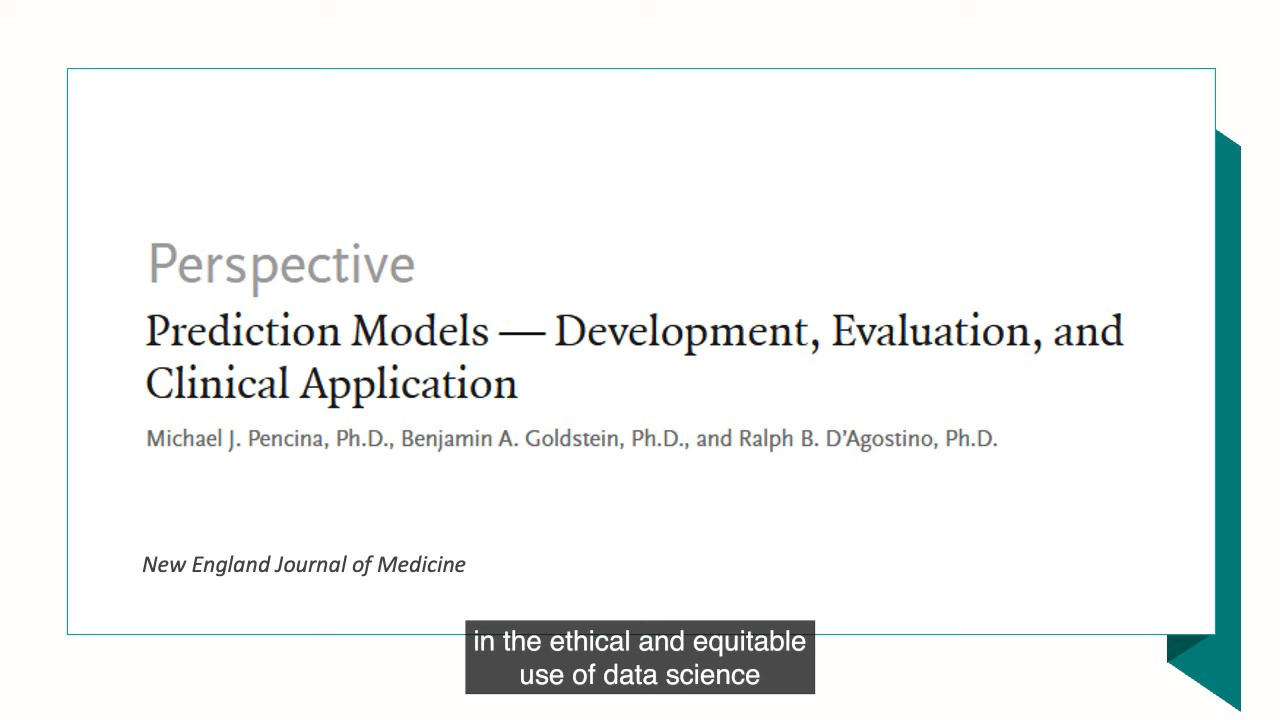 Perspective
Prediction Models — Development, Evaluation, and
Clinical Application
Michael J. Pencina, Ph.D., Benjamin A. Goldstein, Ph.D., and Ralph B. D’Agostino, Ph.D.
New England Journal of Medicine
in the ethical and equitable
use of data science